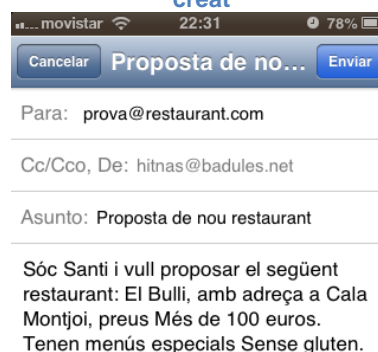 creat
movistar 22:31 78%
Cancelar Proposta de no... Enviar
Para: prova@restaurant.com
Cc/Cco, De: hitnas@badules.net
Asunto: Proposta de nou restaurant
Sóc Santi i vull proposar el següent
restaurant: El Bulli, amb adreça a Cala
Montjoi, preus Més de 100 euros.
Tenen menús especials Sense gluten.